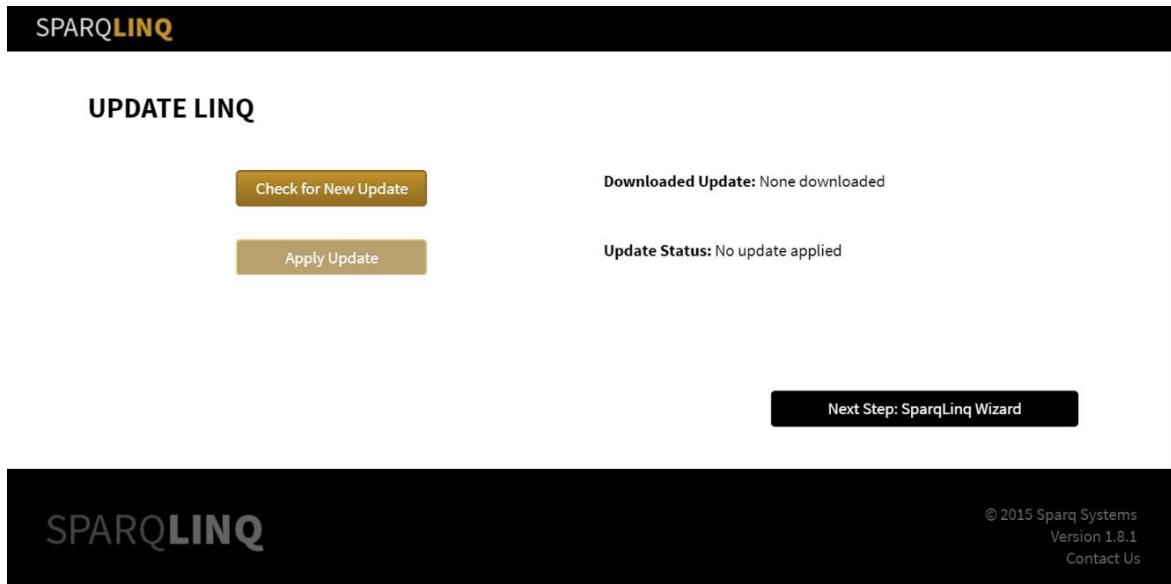 SPARQLINQ
UPDATE LINQ
Check for New Update
Downloaded Update: None downloaded
Apply Update
Update Status: No update applied
Next Step: SparqLinq Wizard
SPARQLINQ
© 2015 Sparq Systems
Version 1.8.1
Contact Us